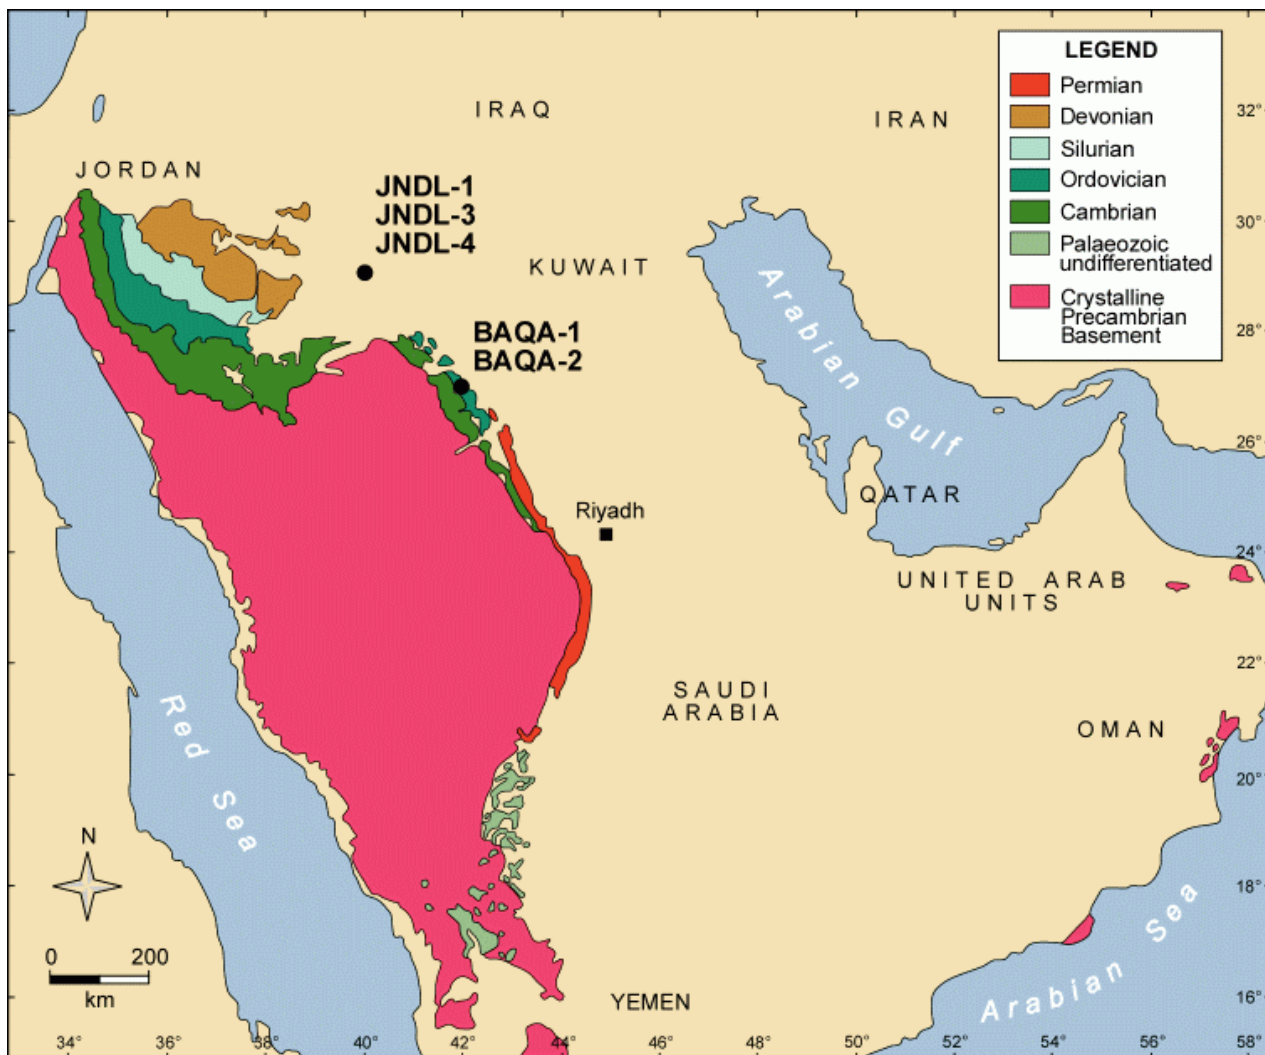 LEGEND
Permian
Devonian
Silurian
Ordovician
Cambrian
Palaeozoic
undifferentiated
Crystalline
Precambrian
Basement
IRAQ
IRAN
JORDAN
JNDL-1
JNDL-3
JNDL-4
KUWAIT
BAQA-1
BAQA-2
Arabian Gulf
QATAR
Riyadh
UNITED ARAB
UNITS
SAUDI
ARABIA
OMAN
Red Sea
N
0 200
km
YEMEN
Arabian Sea
32°
30°
28°
26°
24°
22°
20°
18°
16°
34° 36° 38° 40° 42° 44° 46° 48° 50° 52° 54° 56° 58°